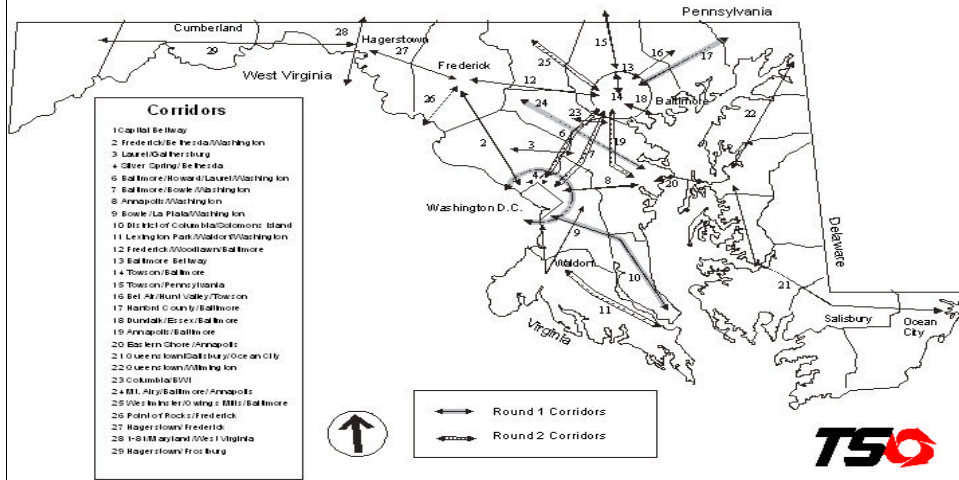 Pennsylvania
Cumberland
28
15
29
Hagerstown
27
25
16
17
13
West Virginia
Frederick
12
14
18
Baltimore
26
24
23
22
6
7
19
2
3
4
8
20
Washington D.C.
9
Delaware
Waldorf
10
21
11
Virginia
Salisbury
Ocean
City
Corridors
1 Capital Beltway
2 Frederick/Bethesda/Washington
3 Laurel/Gaithersburg
4 Silver Spring/Bethesda
6 Baltimore/Howard/Laurel/Washington
7 Baltimore/Bowie/Washington
8 Annapolis/Washington
9 Bowie/La Plata/Washington
10 District of Columbia/Solomons Island
11 Lexington Park/Waldorf/Washington
12 Frederick/Woodlawn/Baltimore
13 Baltimore Beltway
14 Towson/Baltimore
15 Towson/Pennsylvania
16 Bel Air/Hunt Valley/Towson
17 Harford County/Baltimore
18 Dundalk/Essex/Baltimore
19 Annapolis/Baltimore
20 Eastern Shore/Annapolis
21 Queenstown/Salisbury/Ocean City
22 Queenstown/Wilmington
23 Columbia/BWI
24 Mt. Airy/Baltimore/Annapolis
25 Westminster/Owings Mills/Baltimore
26 Point of Rocks/Frederick
27 Hagerstown/Frederick
28 I-81/Maryland/West Virginia
29 Hagerstown/Frostburg
Round 1 Corridors
Round 2 Corridors
TSO